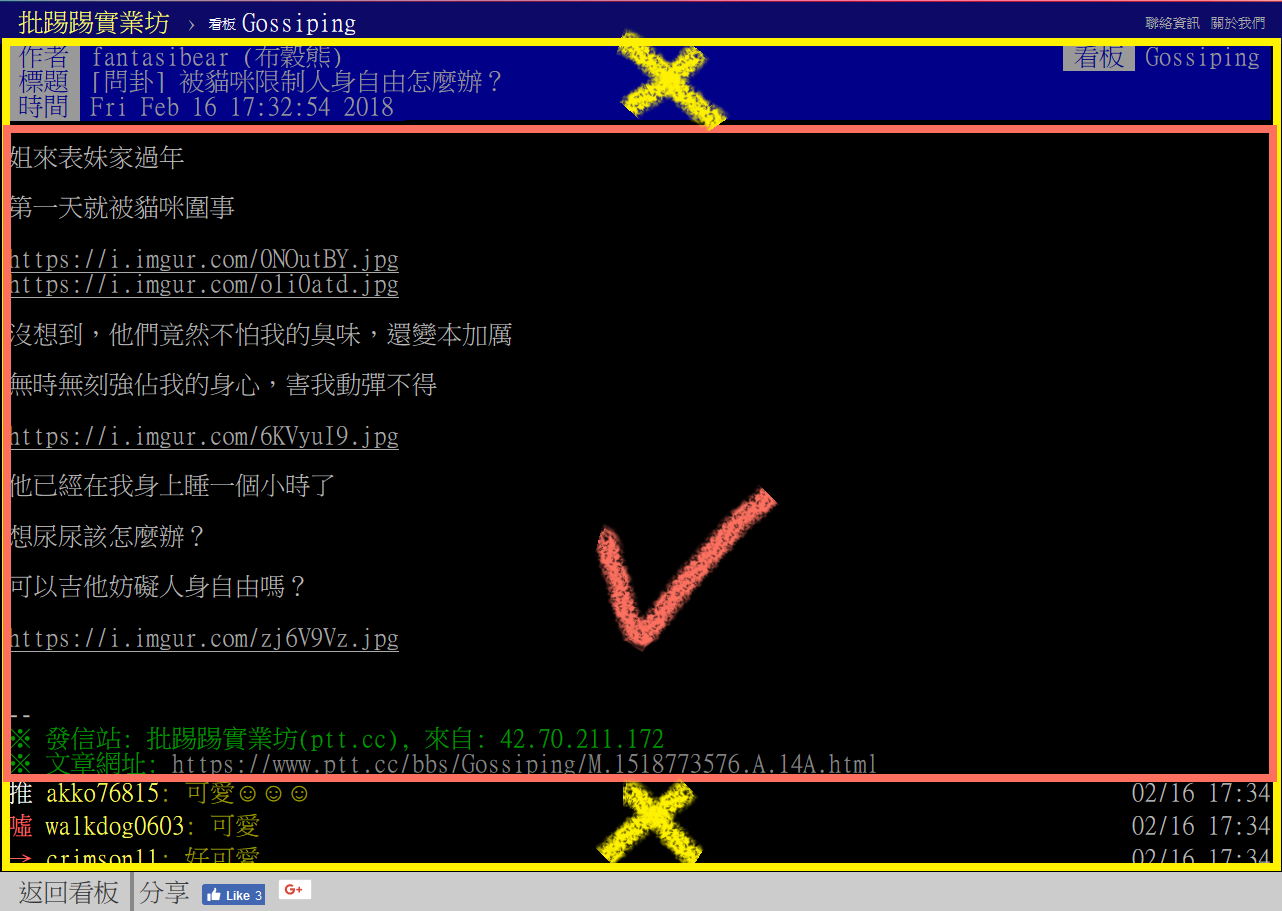 批踢踢實業坊 › 看板 Gossiping 聯絡資訊 關於我們
作者 fantasibear (布穀熊) 看板 Gossiping
標題 [問卦] 被貓咪限制人身自由怎麼辦？
時間 Fri Feb 16 17:32:54 2018
姐來表妹家過年
第一天就被貓咪圍事
https://i.imgur.com/0NOutBY.jpg
https://i.imgur.com/oli0atd.jpg
沒想到，他們竟然不怕我的臭味，還變本加厲
無時無刻強佔我的身心，害我動彈不得
https://i.imgur.com/6KVyuI9.jpg
他已經在我身上睡一個小時了
想尿尿該怎麼辦？
可以吉他妨礙人身自由嗎？
https://i.imgur.com/zj6V9Vz.jpg
--
※ 發信站: 批踢踢實業坊(ptt.cc), 來自: 42.70.211.172
※ 文章網址: https://www.ptt.cc/bbs/Gossiping/M.1518773576.A.14A.html
推 akko76815: 可愛☺☺☺ 02/16 17:34
噓 walkdog0603: 可愛 02/16 17:34
→ crimson11: 好可愛 02/16 17:34
返回看板 分享 Like 3 G+